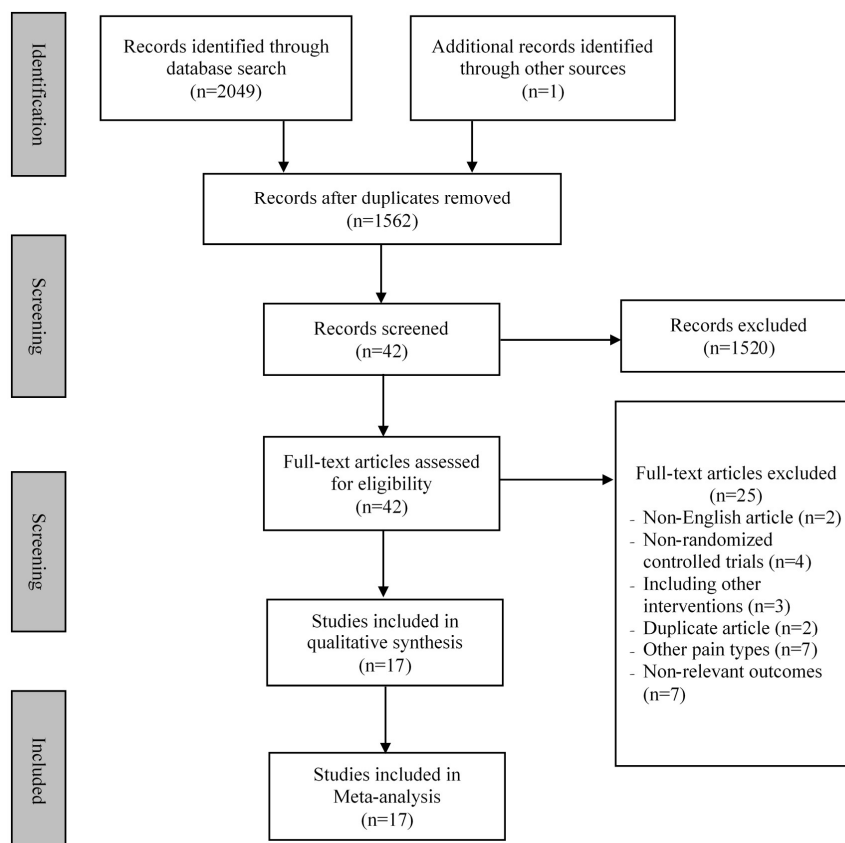 Identification
Records identified through
database search
(n=2049)
Additional records identified
through other sources
(n=1)
Records after duplicates removed
(n=1562)
Screening
Records screened
(n=42)
Records excluded
(n=1520)
Screening
Full-text articles assessed
for eligibility
(n=42)
Full-text articles excluded
(n=25)
- Non-English article (n=2)
- Non-randomized
controlled trials (n=4)
- Including other
interventions (n=3)
- Duplicate article (n=2)
- Other pain types (n=7)
- Non-relevant outcomes
(n=7)
Studies included in
qualitative synthesis
(n=17)
Included
Studies included in
Meta-analysis
(n=17)